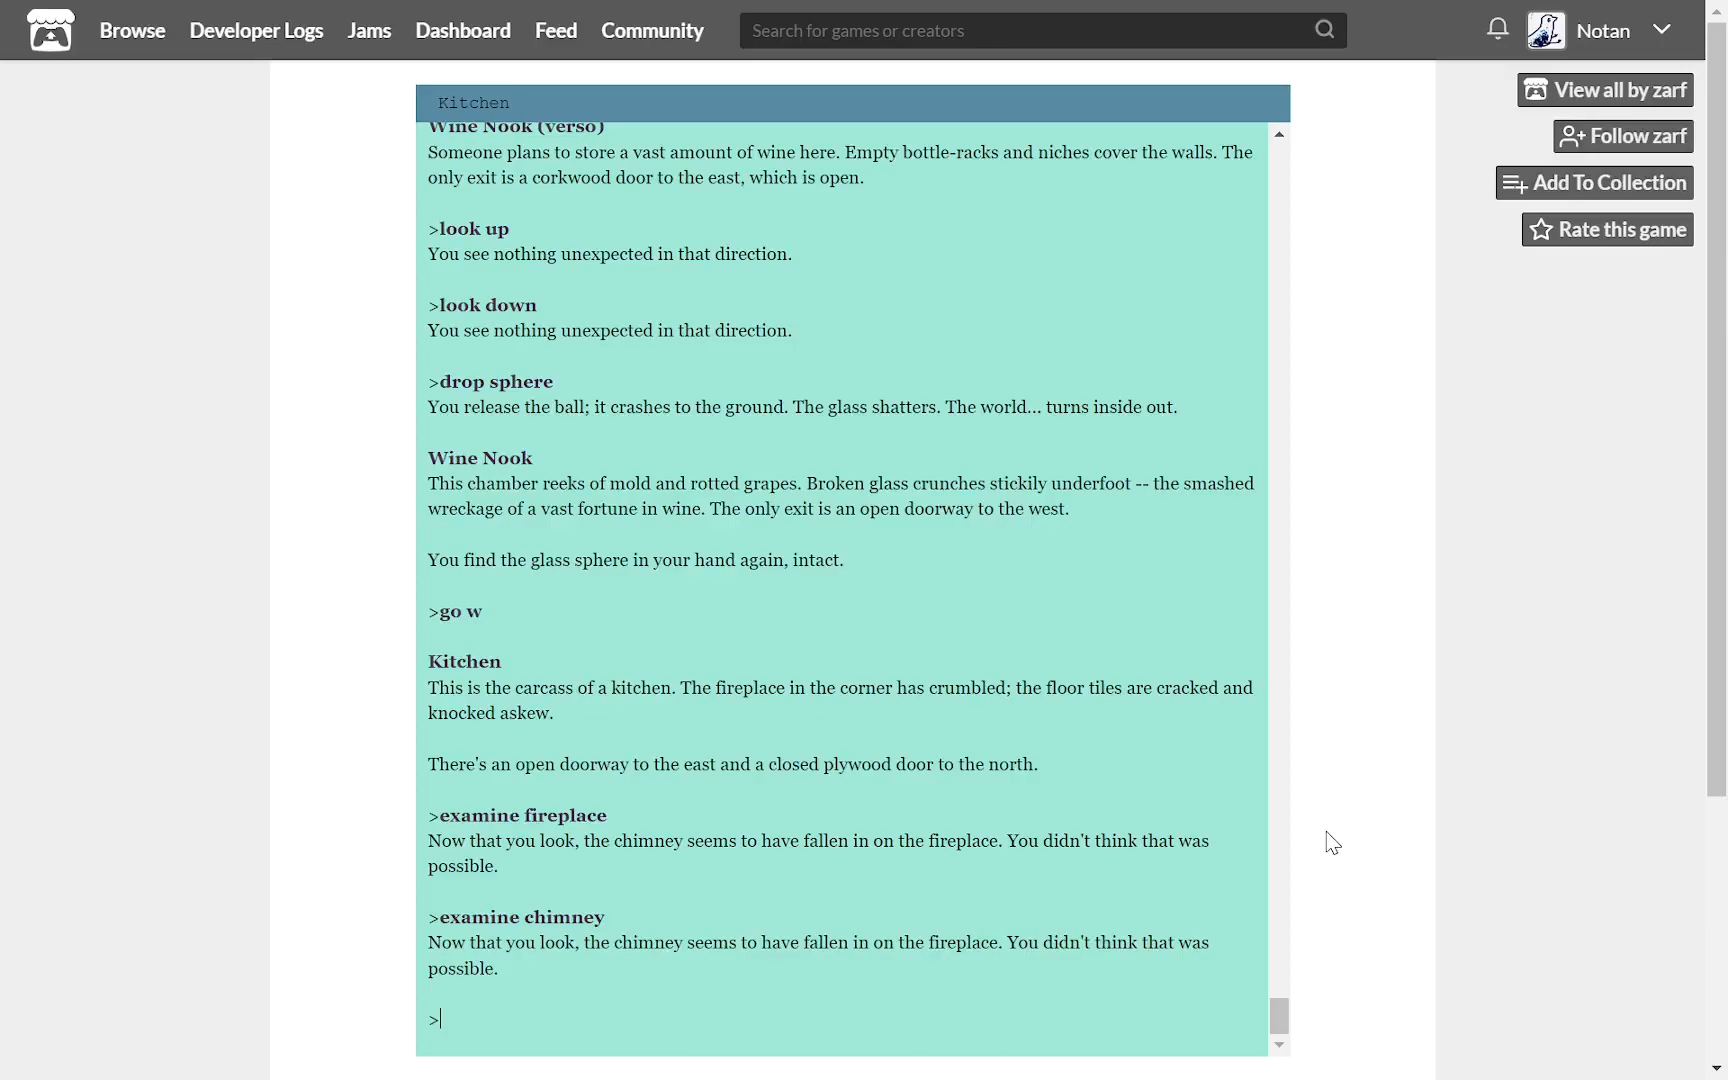 Browse Developer Logs Jams Dashboard Feed Community Search for games or creators Notan
View all by zarf
Follow zarf
Add To Collection
Rate this game
Kitchen
Wine Nook (verso)
Someone plans to store a vast amount of wine here. Empty bottle-racks and niches cover the walls. The
only exit is a corkwood door to the east, which is open.
>look up
You see nothing unexpected in that direction.
>look down
You see nothing unexpected in that direction.
>drop sphere
You release the ball; it crashes to the ground. The glass shatters. The world... turns inside out.
Wine Nook
This chamber reeks of mold and rotted grapes. Broken glass crunches stickily underfoot -- the smashed
wreckage of a vast fortune in wine. The only exit is an open doorway to the west.
You find the glass sphere in your hand again, intact.
>go w
Kitchen
This is the carcass of a kitchen. The fireplace in the corner has crumbled; the floor tiles are cracked and
knocked askew.
There's an open doorway to the east and a closed plywood door to the north.
>examine fireplace
Now that you look, the chimney seems to have fallen in on the fireplace. You didn't think that was
possible.
>examine chimney
Now that you look, the chimney seems to have fallen in on the fireplace. You didn't think that was
possible.
>